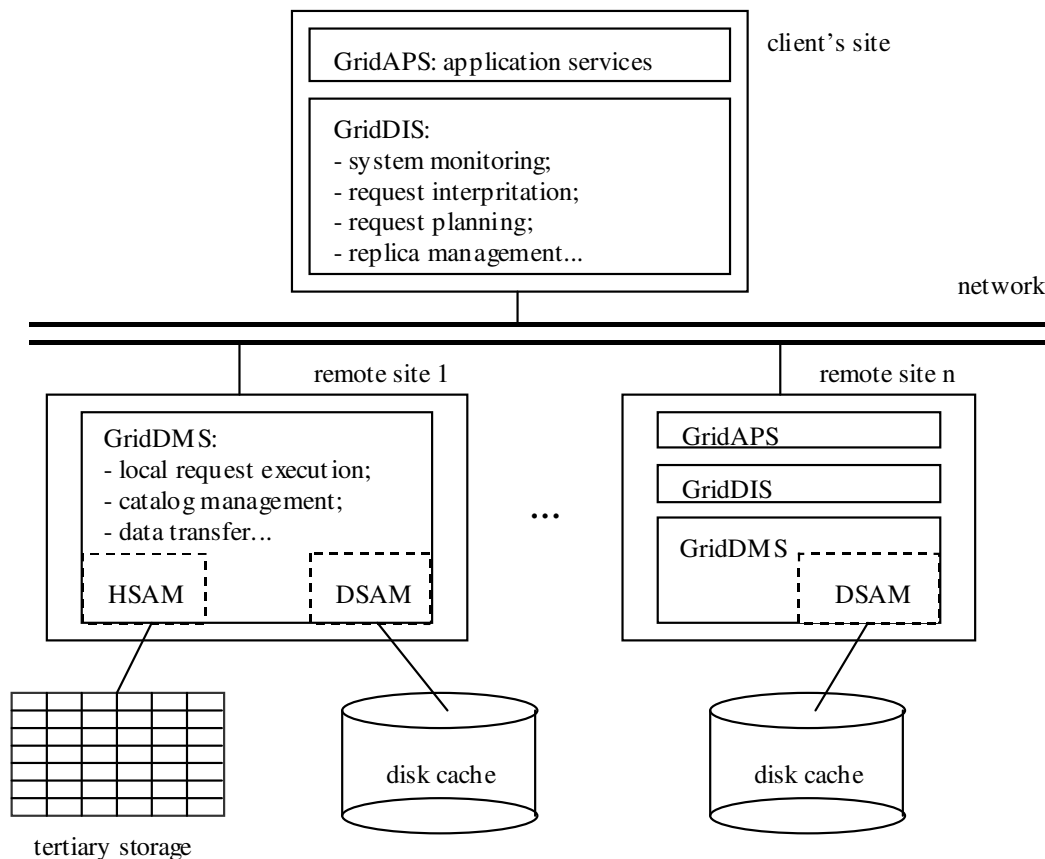 client's site
GridAPS: application services
GridDIS:
- system monitoring;
- request interpritation;
- request planning;
- replica management...
network
remote site 1
remote site n
GridDMS:
- local request execution;
- catalog management;
- data transfer...
HSAM
DSAM
...
GridAPS
GridDIS
GridDMS
DSAM
disk cache
disk cache
tertiary storage